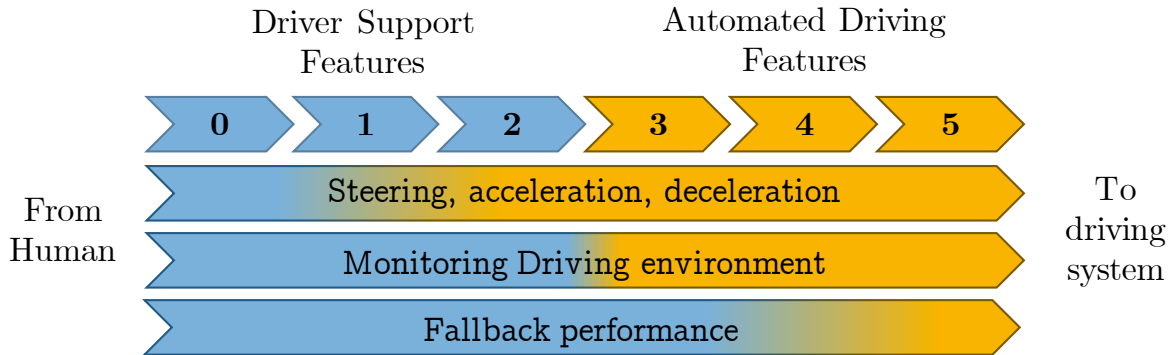 Driver Support
Features
Automated Driving
Features
0 1 2 3 4 5
From
Human
Steering, acceleration, deceleration
Monitoring Driving environment
Fallback performance
To
driving
system